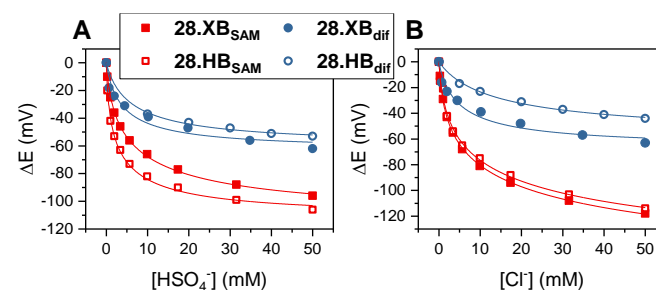 A
28.XB_SAM 28.XB_dif
28.HB_SAM 28.HB_dif
B
ΔE (mV)
0
-20
-40
-60
-80
-100
-120
0 10 20 30 40 50
[HSO₄⁻] (mM)
ΔE (mV)
0
-20
-40
-60
-80
-100
-120
0 10 20 30 40 50
[Cl⁻] (mM)